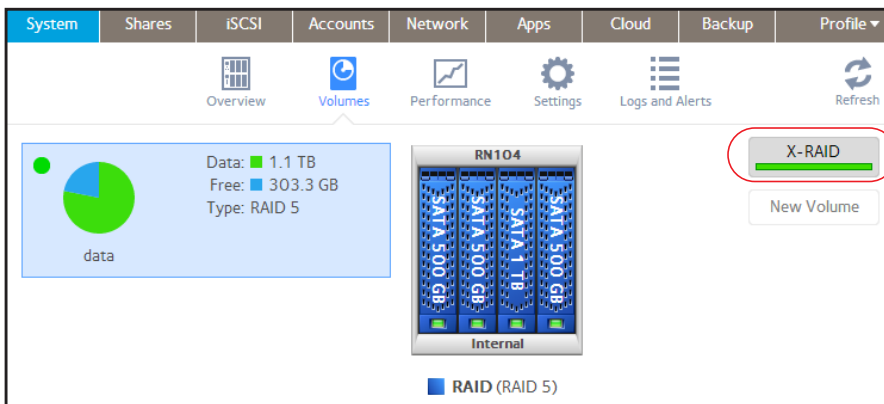 System Shares iSCSI Accounts Network Apps Cloud Backup Profile
Overview Volumes Performance Settings Logs and Alerts Refresh
Data: 1.1 TB
Free: 303.3 GB
Type: RAID 5
data
RN104
SATA 500 GB
SATA 500 GB
SATA 1 TB
SATA 500 GB
Internal
RAID (RAID 5)
X-RAID
New Volume